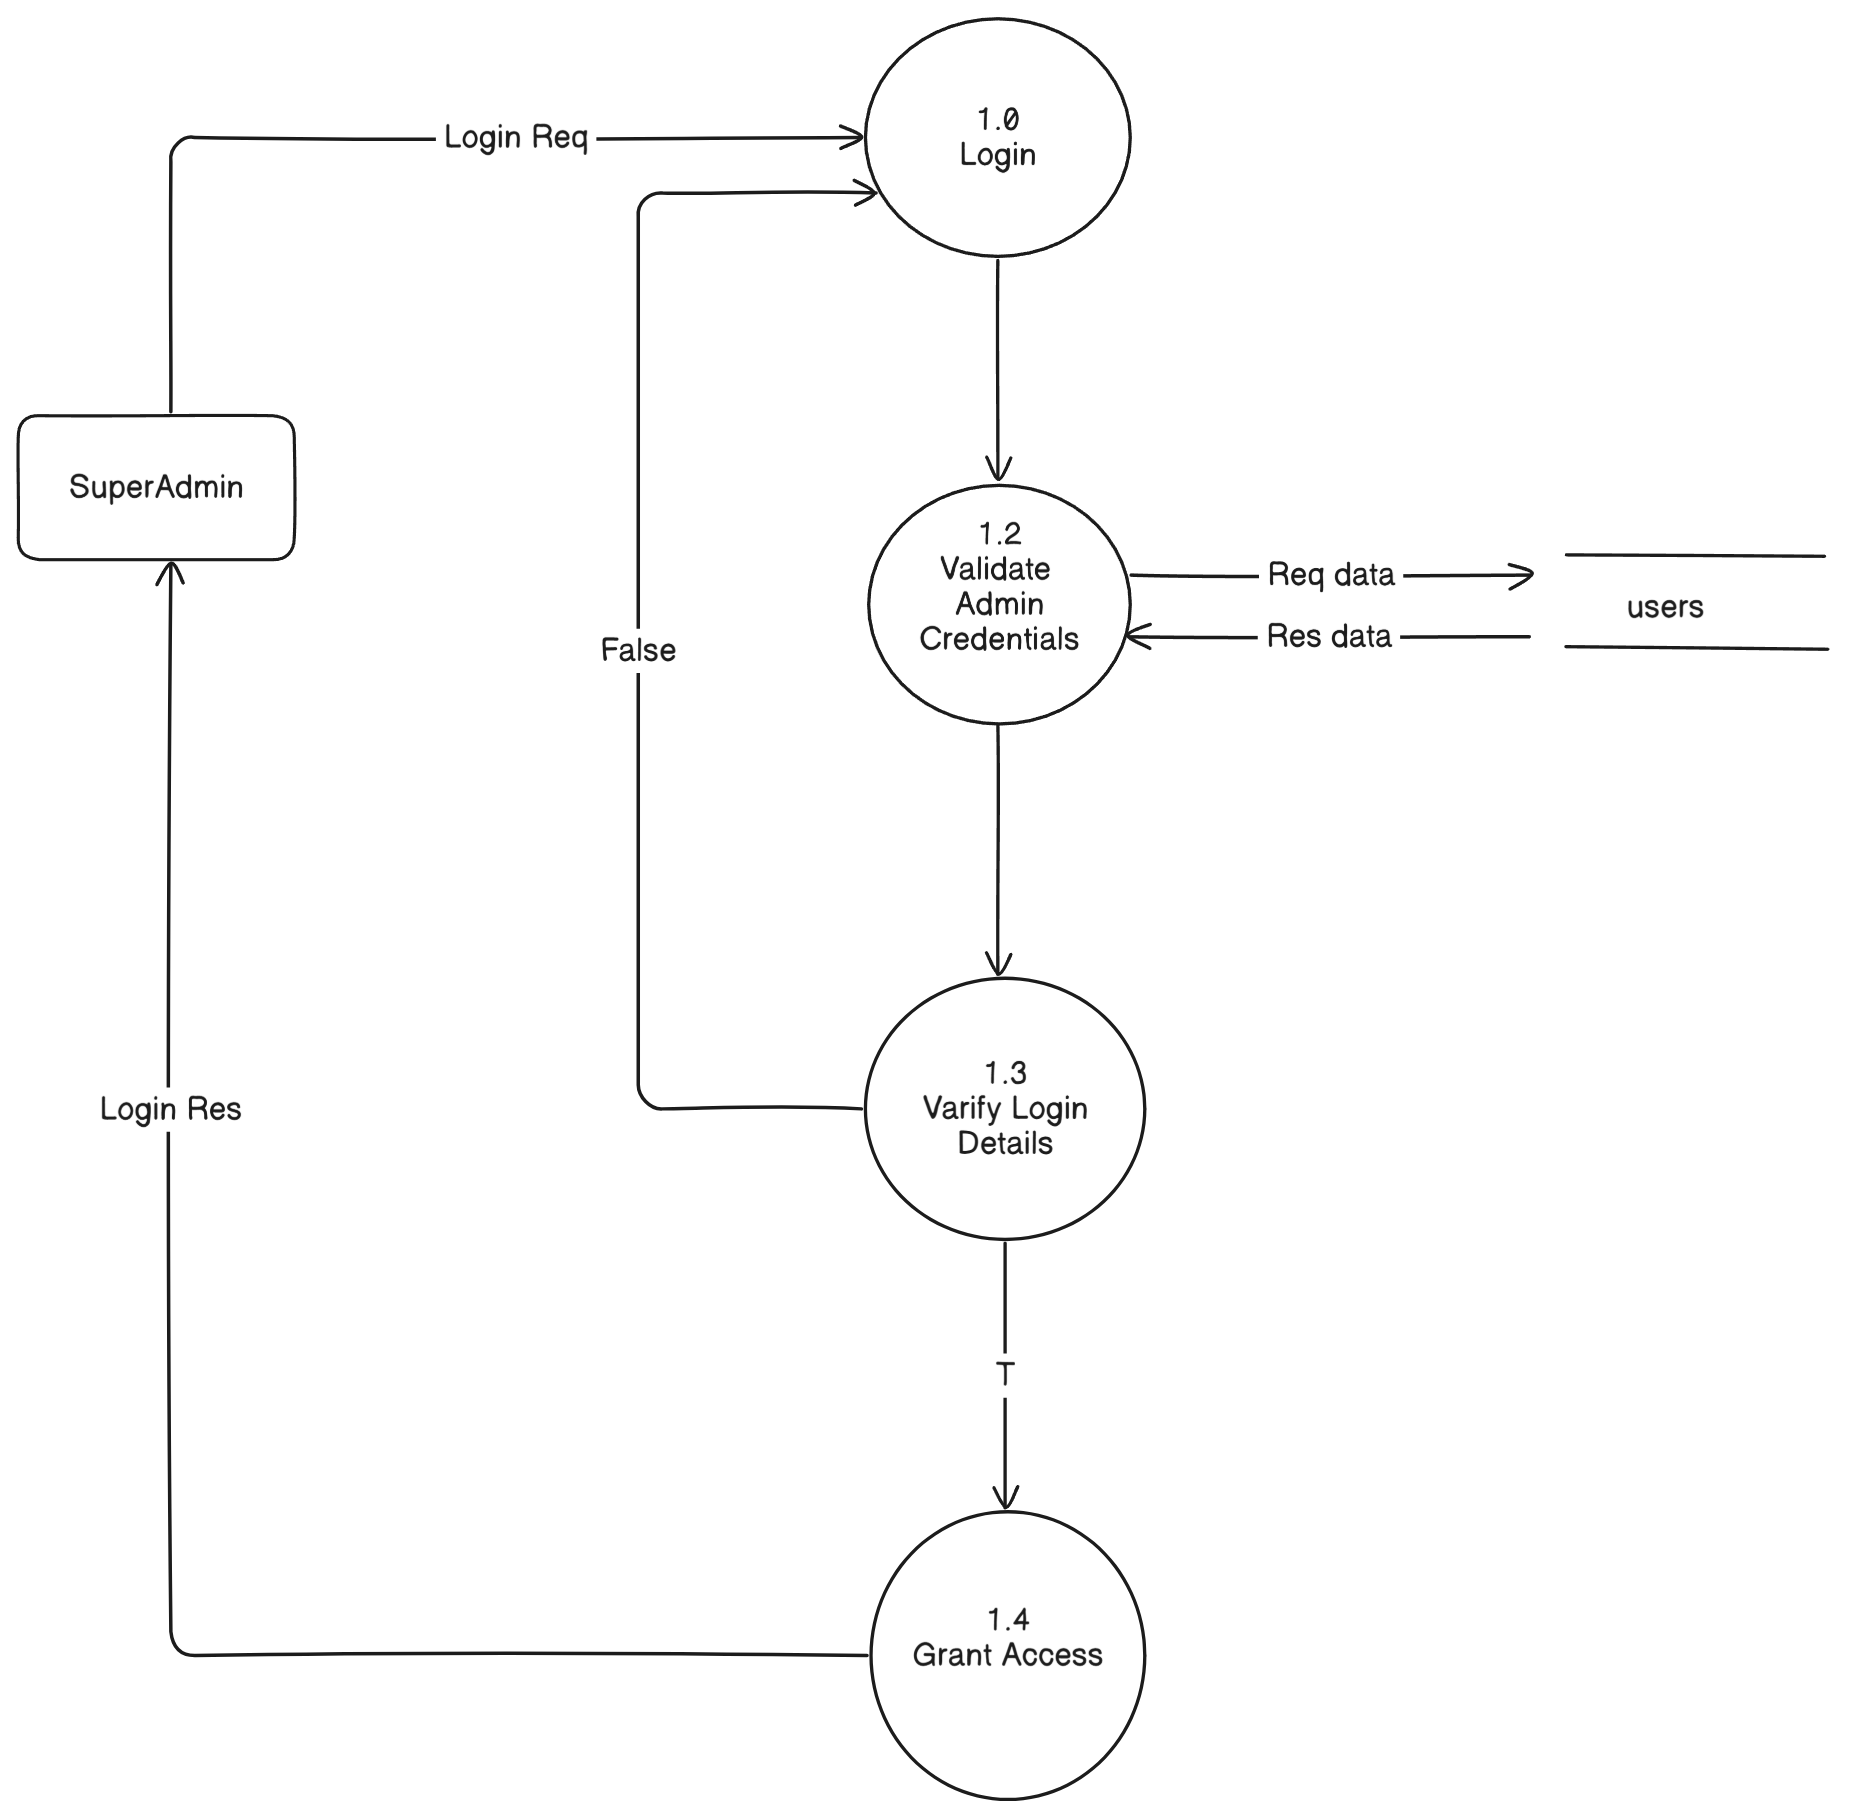 1.0
Login
Login Req
SuperAdmin
1.2
Validate
Admin
Credentials
Req data
Res data
users
False
1.3
Varify Login
Details
Login Res
T
1.4
Grant Access